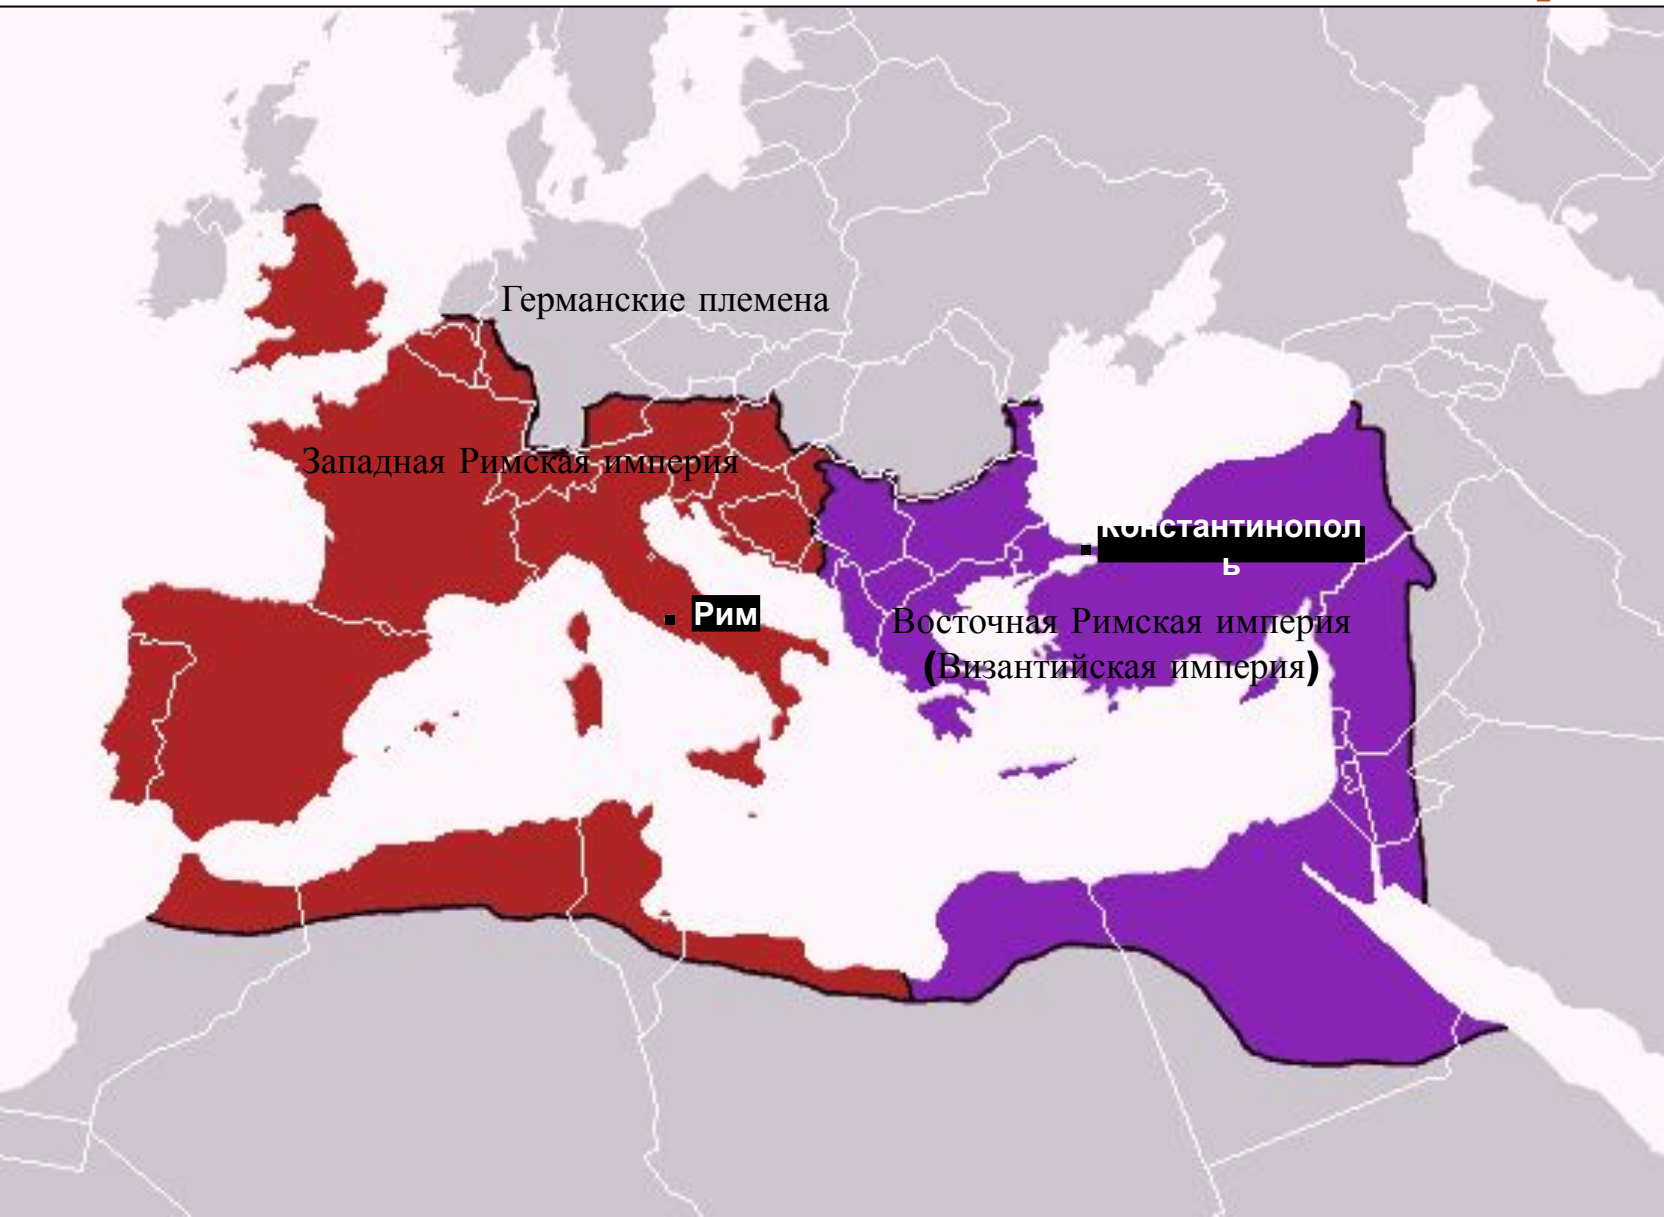 Германские племена
Западная Римская империя
Константинопол
ь
Рим
Восточная Римская империя
(Византийская империя)